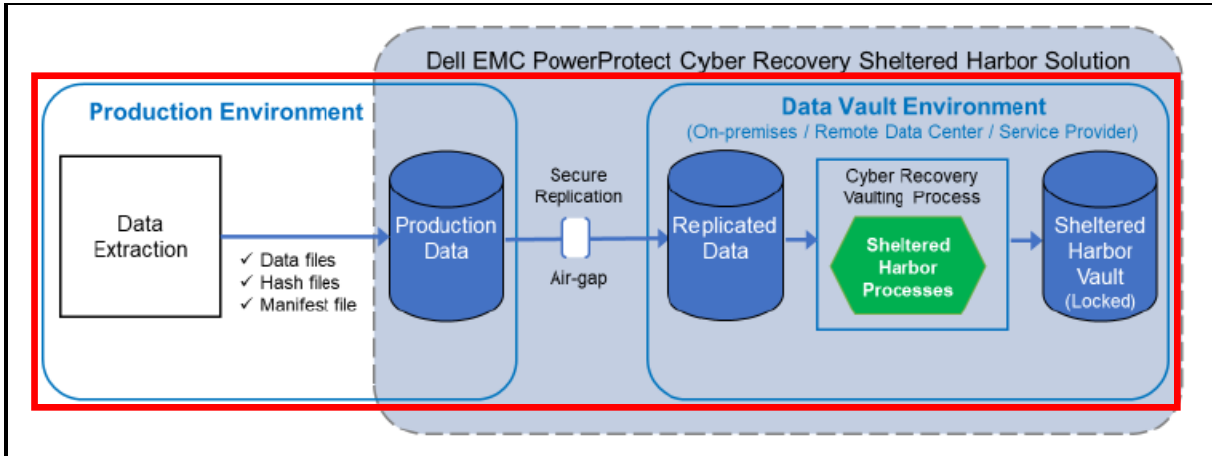 Dell EMC PowerProtect Cyber Recovery Sheltered Harbor Solution
Production Environment
Data
Extraction
✓ Data files
✓ Hash files
✓ Manifest file
Production
Data
Secure
Replication
Air-gap
Data Vault Environment
(On-premises / Remote Data Center / Service Provider)
Replicated
Data
Cyber Recovery
Vaulting Process
Sheltered
Harbor
Processes
Sheltered
Harbor
Vault
(Locked)